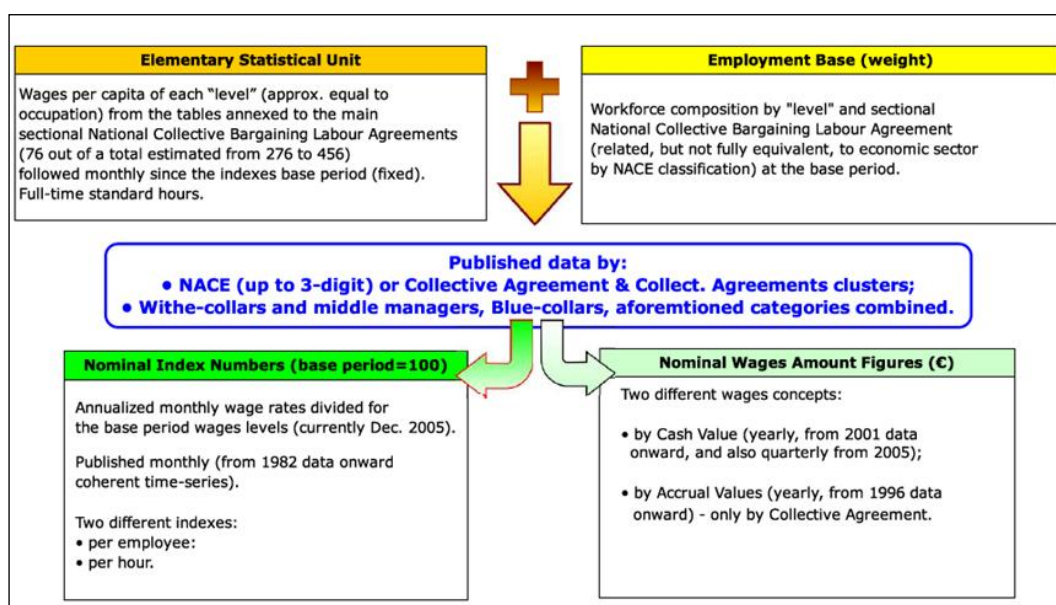 Elementary Statistical Unit
Wages per capita of each “level” (approx. equal to
occupation) from the tables annexed to the main
sectional National Collective Bargaining Labour Agreements
(76 out of a total estimated from 276 to 456)
followed monthly since the indexes base period (fixed).
Full-time standard hours.
Employment Base (weight)
Workforce composition by "level" and sectional
National Collective Bargaining Labour Agreement
(related, but not fully equivalent, to economic sector
by NACE classification) at the base period.
Published data by:
• NACE (up to 3-digit) or Collective Agreement & Collect. Agreements clusters;
• Withe-collars and middle managers, Blue-collars, aforemtioned categories combined.
Nominal Index Numbers (base period=100)
Annualized monthly wage rates divided for
the base period wages levels (currently Dec. 2005).
Published monthly (from 1982 data onward
coherent time-series).
Two different indexes:
• per employee:
• per hour.
Nominal Wages Amount Figures (€)
Two different wages concepts:
• by Cash Value (yearly, from 2001 data
onward, and also quarterly from 2005);
• by Accrual Values (yearly, from 1996 data
onward) - only by Collective Agreement.